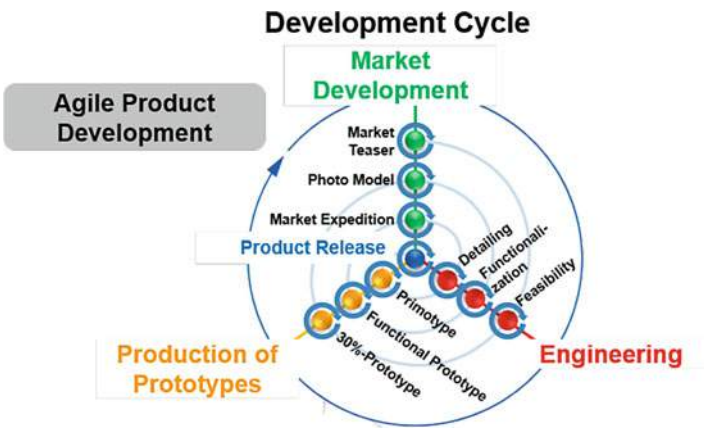 Development Cycle
Market
Development
Agile Product
Development
Market
Teaser
Photo Model
Market Expedition
Product Release
Detailing
Functionali-
zation
Feasibility
Primotype
Functional Prototype
30%-Prototype
Production of
Prototypes
Engineering